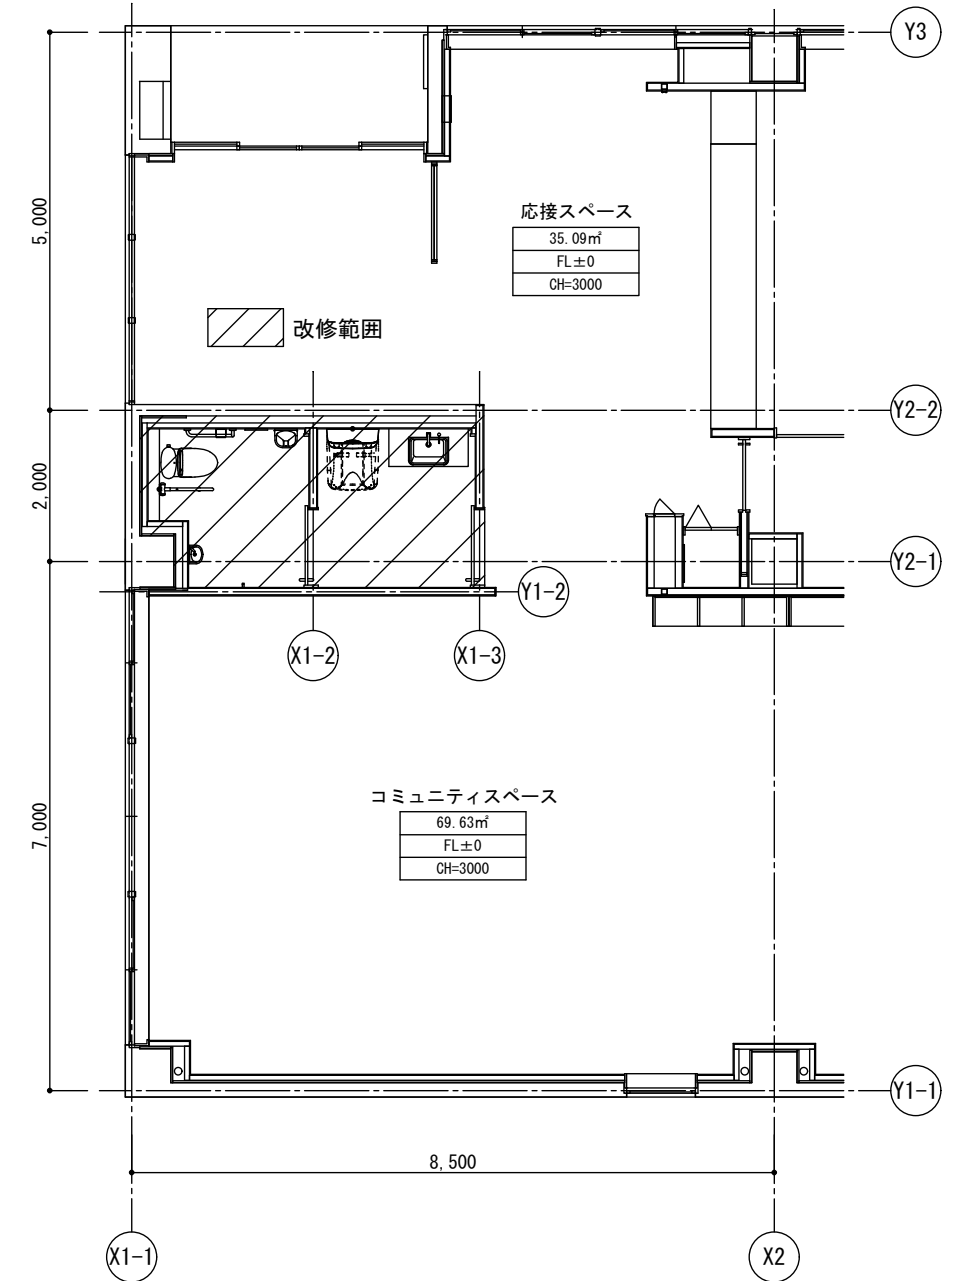 Y3
5,000
応接スペース
35.09㎡
FL±0
CH=3000
改修範囲
Y2-2
2,000
Y2-1
Y1-2
X1-2
X1-3
コミュニティスペース
69.63㎡
FL±0
CH=3000
7,000
Y1-1
8,500
X1-1
X2